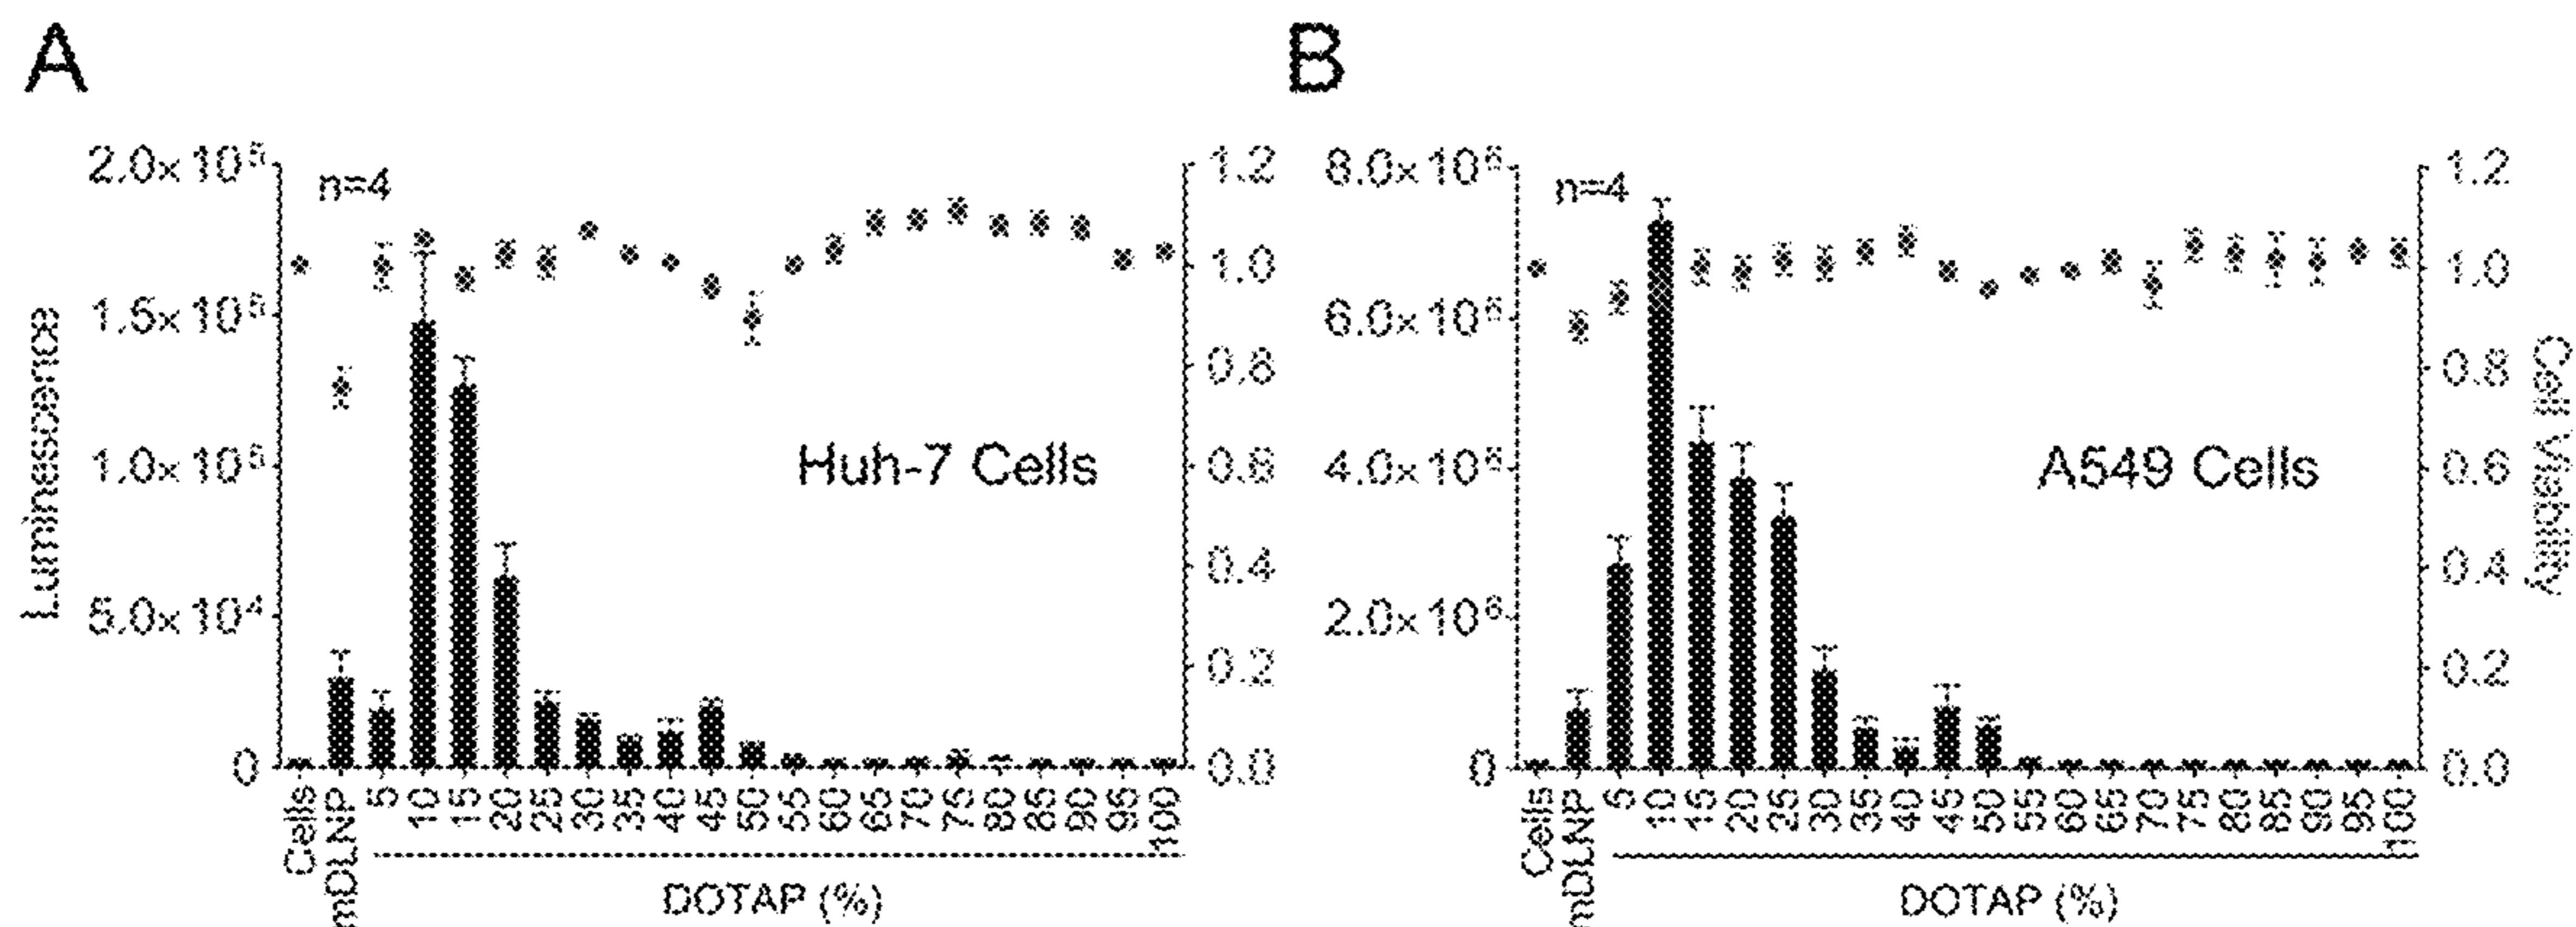 A
Luminescence
2.0×10⁵
1.5×10⁵
1.0×10⁵
5.0×10⁴
0
n=4
Huh-7 Cells
1.2
1.0
0.8
0.6
0.4
0.2
0.0
Cells mDLNP 5 10 15 20 25 30 35 40 45 50 55 60 65 70 75 80 85 90 95 100
DOTAP (%)
B
8.0×10⁶
6.0×10⁶
4.0×10⁶
2.0×10⁶
0
n=4
A549 Cells
1.2
1.0
0.8
0.6
0.4
0.2
0.0
Cell Viability
Cells mDLNP 5 10 15 20 25 30 35 40 45 50 55 60 65 70 75 80 85 90 95 100
DOTAP (%)